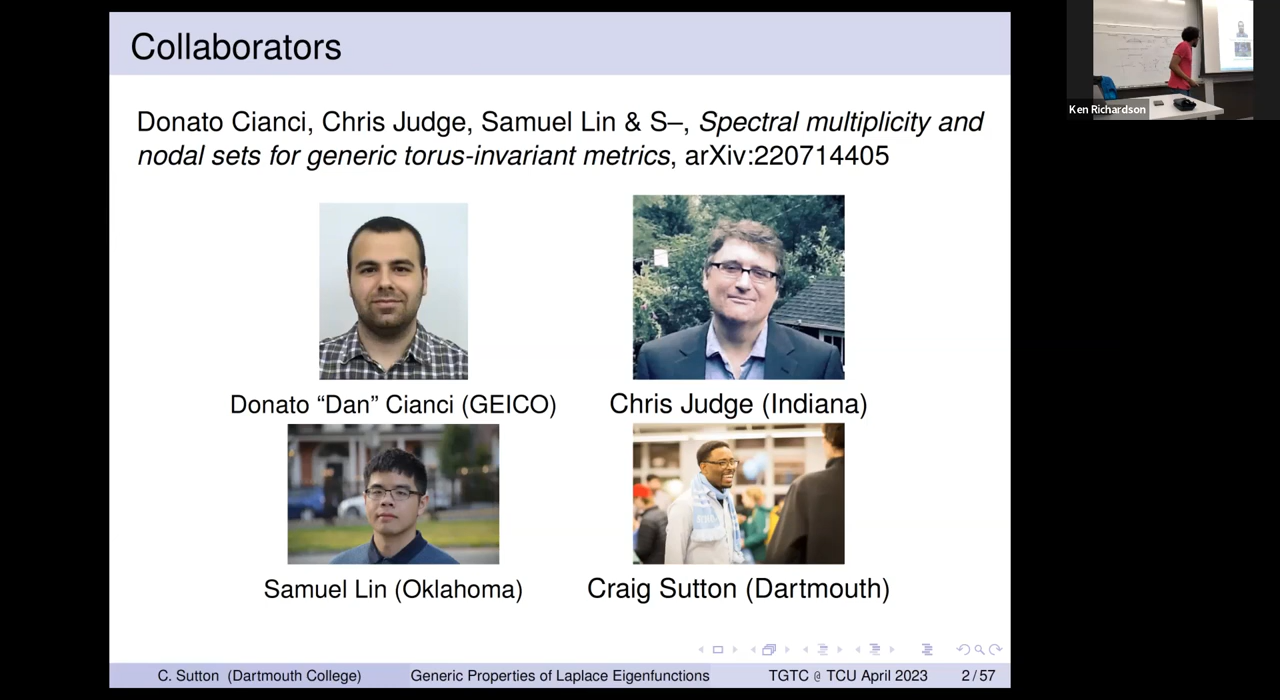 Collaborators
Ken Richardson
Donato Cianci, Chris Judge, Samuel Lin & S–, Spectral multiplicity and
nodal sets for generic torus-invariant metrics, arXiv:220714405
Donato “Dan” Cianci (GEICO)
Chris Judge (Indiana)
Samuel Lin (Oklahoma)
Craig Sutton (Dartmouth)
C. Sutton (Dartmouth College)
Generic Properties of Laplace Eigenfunctions
TGTC @ TCU April 2023
2 / 57